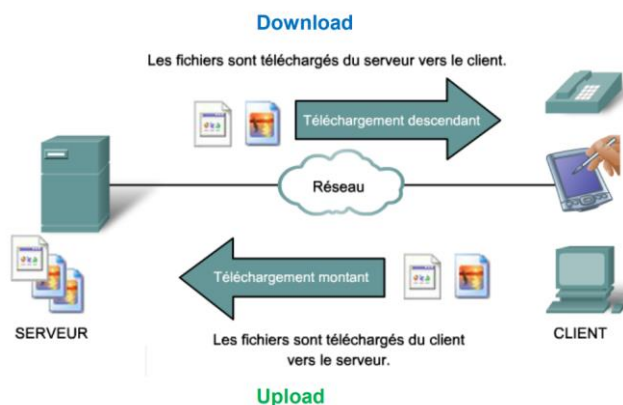 Download
Les fichiers sont téléchargés du serveur vers le client.
Téléchargement descendant
Réseau
Téléchargement montant
SERVEUR
CLIENT
Les fichiers sont téléchargés du client
vers le serveur.
Upload